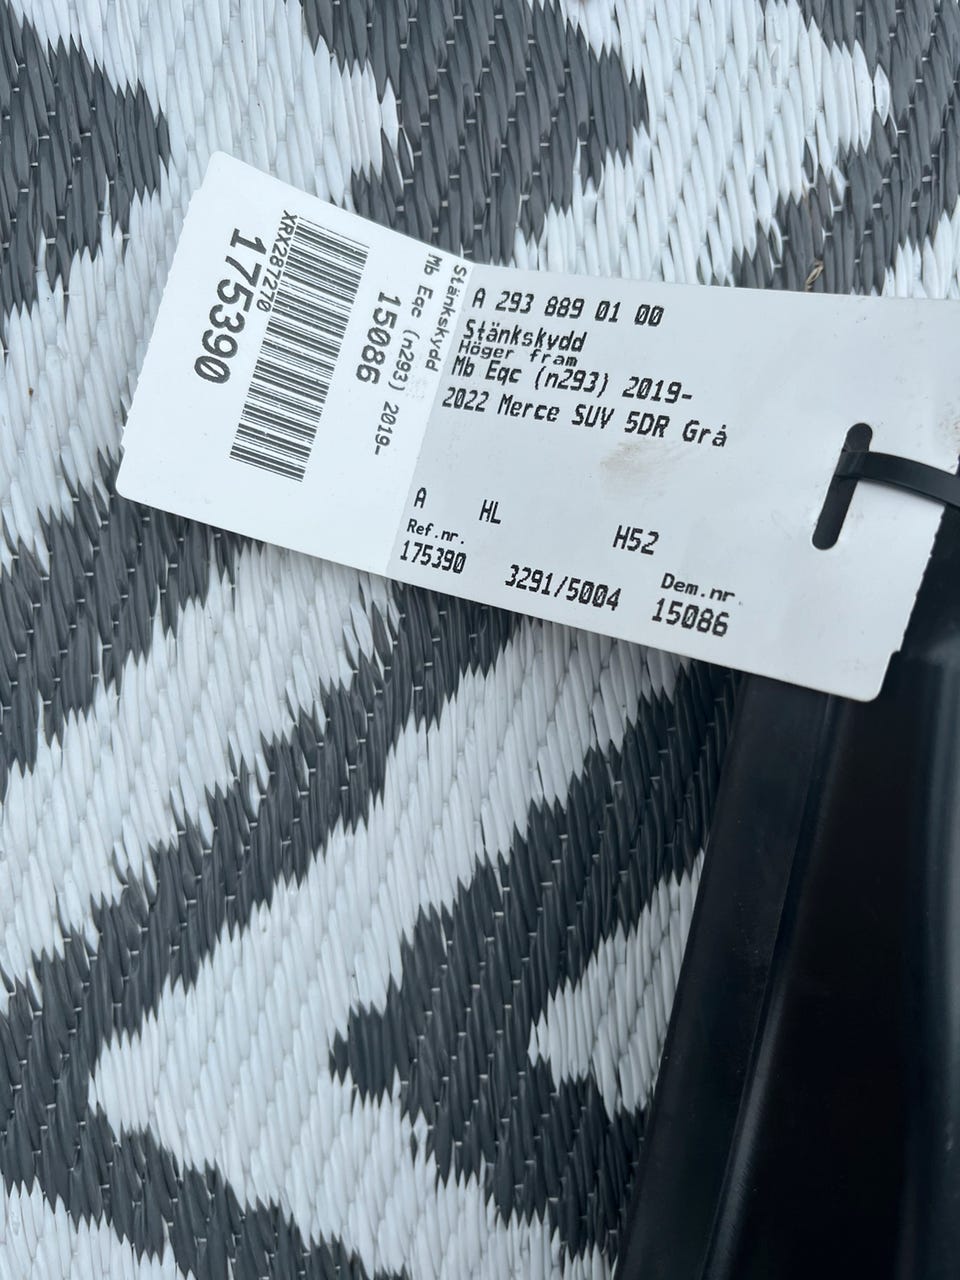 XRX2872270
175390
Stänkskydd
Mb Eqc (n293) 2019-
15086
A 293 889 01 00
Stänkskydd
Höger fram
Mb Eqc (n293) 2019-
2022 Merce SUV 5DR Grå
A HL H52
Ref.nr. Dem.nr.
175390 3291/5004 15086